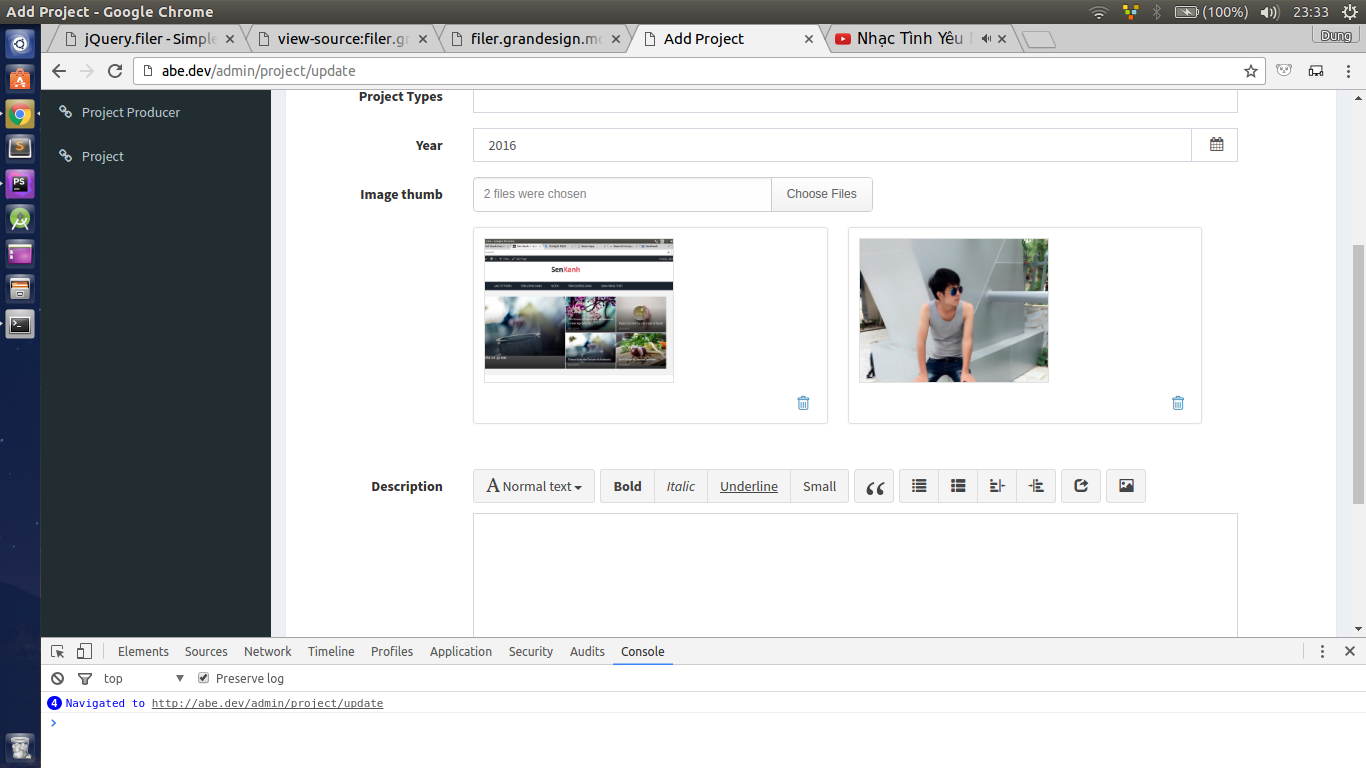 Add Project - Google Chrome
(100%) 23:33
jQuery.filer - Simple
view-source:filer.gr
filer.grandesign.mo
Add Project
Nhạc Tình Yêu
Dung
abe.dev/admin/project/update
Project Producer
Project
Project Types
Year 2016
Image thumb 2 files were chosen Choose Files
SenXanh
Description A Normal text Bold Italic Underline Small
Elements Sources Network Timeline Profiles Application Security Audits Console
top Preserve log
4 Navigated to http://abe.dev/admin/project/update
>